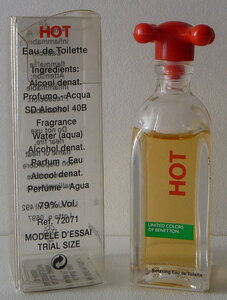 HOT
Eau de Toilette
Ingredients:
Alcool denat.
Profumo - Acqua
SD Alcohol 40B
Fragrance
Water (aqua)
Alcohol denat.
Parfum - Eau
Alcool denat.
Perfume - Agua
79% Vol.
Ref. 72071
MODELE D'ESSAI
TRIAL SIZE
HOT
UNITED COLORS
OF BENETTON.
Relaxing Eau de Toilette